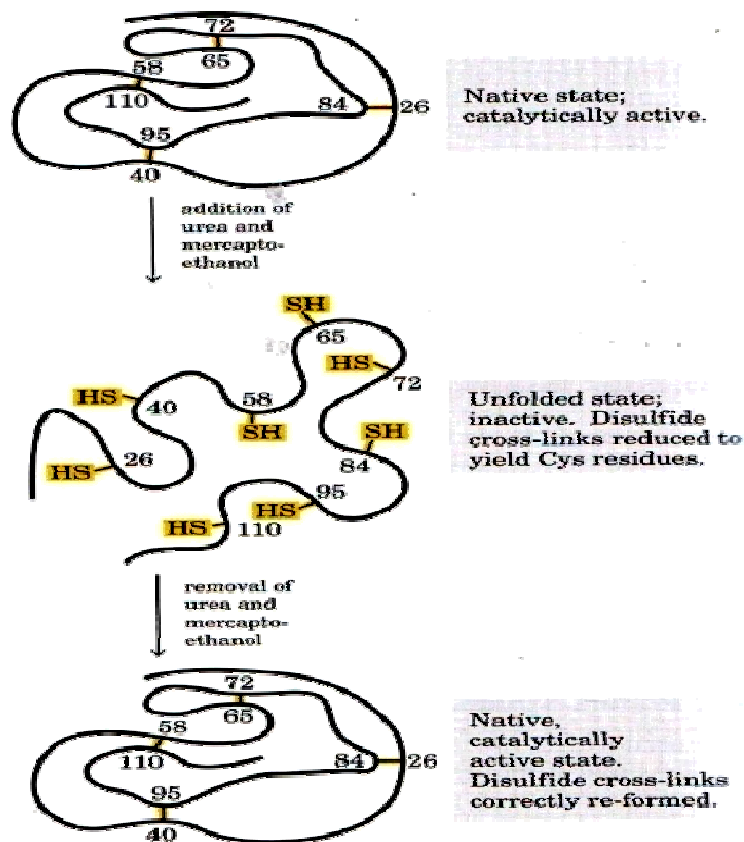 72
58
65
110
84
26
95
40
Native state;
catalytically active.
addition of
urea and
mercapto-
ethanol
SH
65
HS
72
HS
40
58
SH
SH
84
26
HS
95
HS
HS
110
Unfolded state;
inactive. Disulfide
cross-links reduced to
yield Cys residues.
removal of
urea and
mercapto-
ethanol
72
65
58
110
84
26
95
40
Native,
catalytically
active state.
Disulfide cross-links
correctly re-formed.